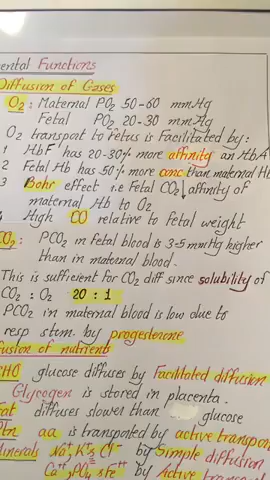 ental Functions
Diffusion of Gases
O2 : Maternal PO2 50-60 mmHg
Fetal PO2 20-30 mmHg
O2 transpot to fetus is facilitated by:
1 HbF has 20-30% more affinity an HbA
2 Fetal Hb has 50% more conc than maternal Hb
3 Bohr effect i.e Fetal CO2 ↓ affinity of
maternal Hb to O2
4 High CO relative to fetal weight
CO2 : PCO2 in fetal blood is 3-5 mmHg higher
than in maternal blood.
This is sufficient for CO2 diff since solubility of
CO2 : O2 20 : 1
PCO2 in maternal blood is low due to
resp stem. by progesterone
fusion of nutrients
CHO glucose diffuses by Facilitated diffusion
Glycogen is stored in placenta.
Fat diffuses slower than glucose
Ptn aa is transported by active transpor
Minerals Na+, K+ & Cl- by Simple diffusion
Ca++, PO4 & fe++ by Active